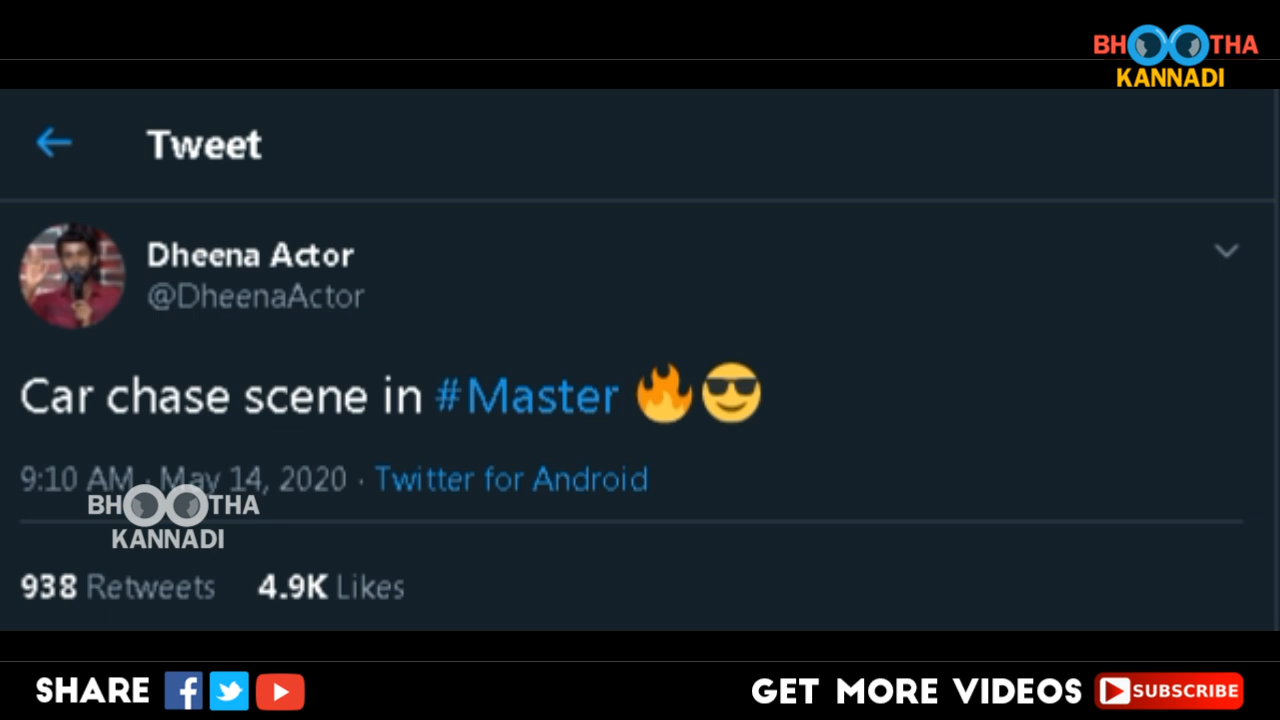 BHOOTHA
KANNADI
Tweet
Dheena Actor
@DheenaActor
Car chase scene in #Master 🔥😎
9:10 AM · May 14, 2020 · Twitter for Android
BHOOTHA
KANNADI
938 Retweets 4.9K Likes
SHARE
GET MORE VIDEOS SUBSCRIBE